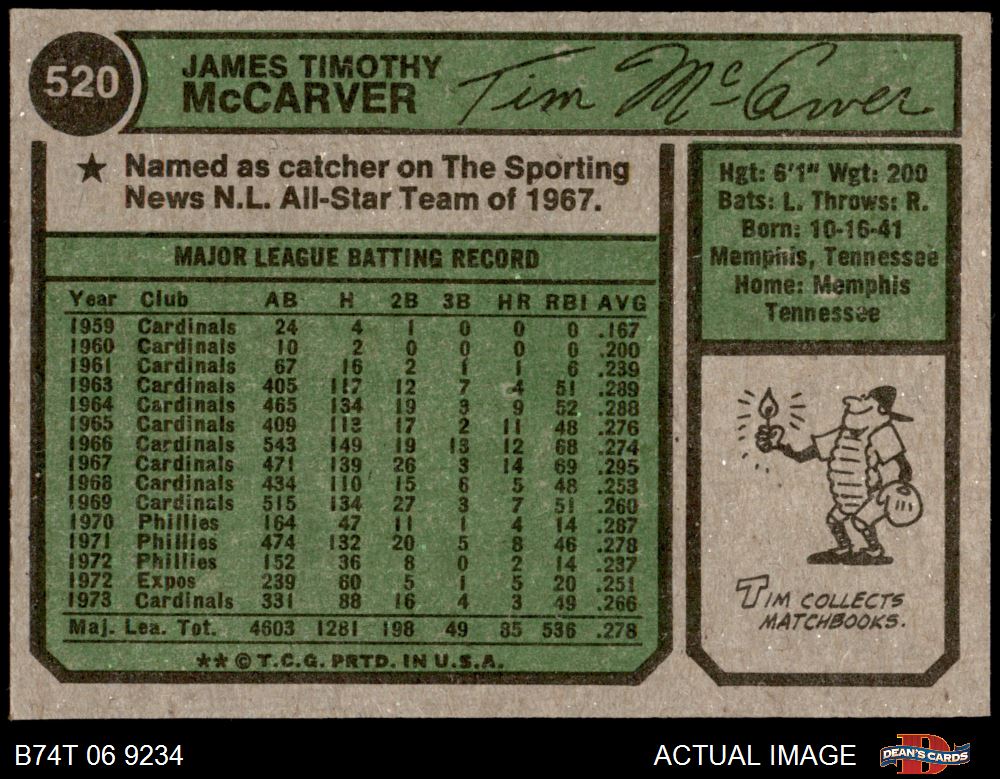 520
JAMES TIMOTHY
McCARVER
Tim McCarver
★ Named as catcher on The Sporting
News N.L. All-Star Team of 1967.
MAJOR LEAGUE BATTING RECORD
Year Club AB H 2B 3B HR RBI AVG
1959 Cardinals 24 4 1 0 0 0 .167
1960 Cardinals 10 2 0 0 0 0 .200
1961 Cardinals 67 16 2 1 1 6 .239
1963 Cardinals 405 117 12 7 4 51 .289
1964 Cardinals 465 134 19 3 9 52 .288
1965 Cardinals 409 113 17 2 11 48 .276
1966 Cardinals 543 149 19 13 12 68 .274
1967 Cardinals 471 139 26 3 14 69 .295
1968 Cardinals 434 110 15 6 5 48 .253
1969 Cardinals 515 134 27 3 7 51 .260
1970 Phillies 164 47 11 1 4 14 .287
1971 Phillies 474 132 20 5 8 46 .278
1972 Phillies 152 36 8 0 2 14 .237
1972 Expos 239 60 5 1 5 20 .251
1973 Cardinals 331 88 16 4 3 49 .266
Maj. Lea. Tot. 4603 1281 198 49 85 536 .278
★★ © T.C.G. PRTD. IN U.S.A.
Hgt: 6'1" Wgt: 200
Bats: L. Throws: R.
Born: 10-16-41
Memphis, Tennessee
Home: Memphis
Tennessee
TIM COLLECTS
MATCHBOOKS.
B74T 06 9234
ACTUAL IMAGE
DEAN'S CARDS